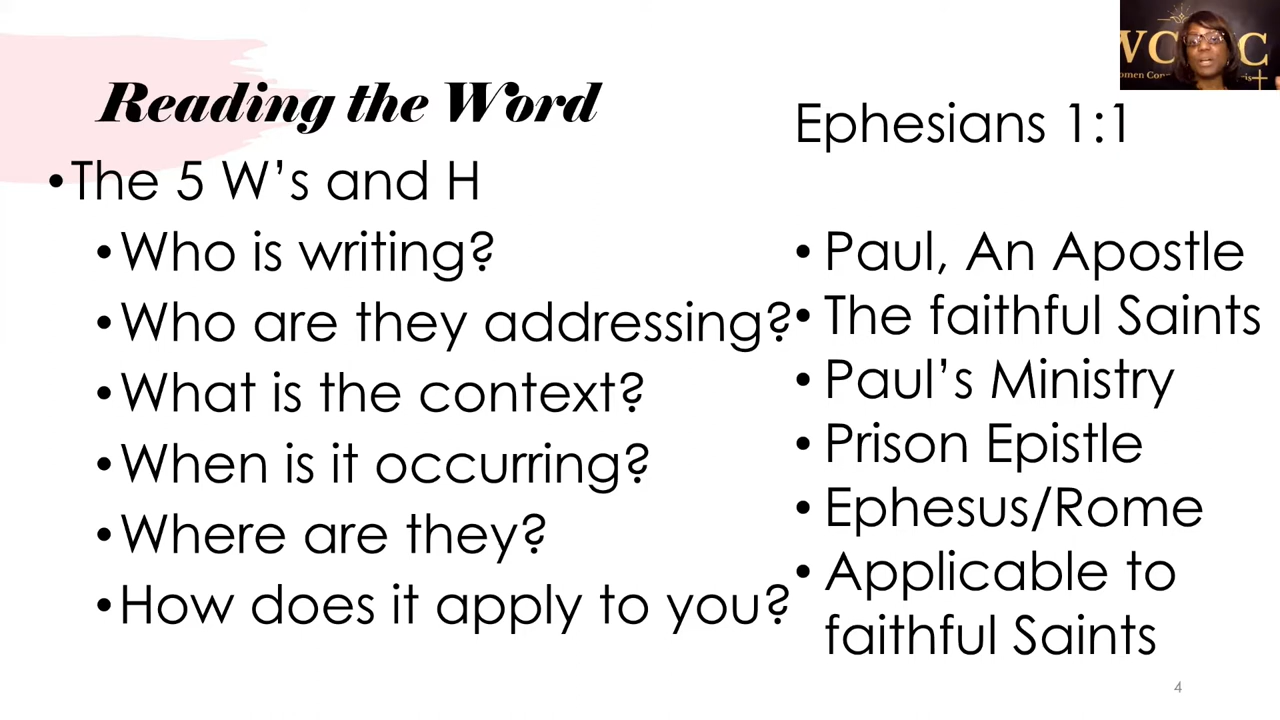 Reading the Word
•The 5 W’s and H
•Who is writing?
•Who are they addressing?
•What is the context?
•When is it occurring?
•Where are they?
•How does it apply to you?
Ephesians 1:1
• Paul, An Apostle
• The faithful Saints
• Paul’s Ministry
• Prison Epistle
• Ephesus/Rome
• Applicable to
faithful Saints
4